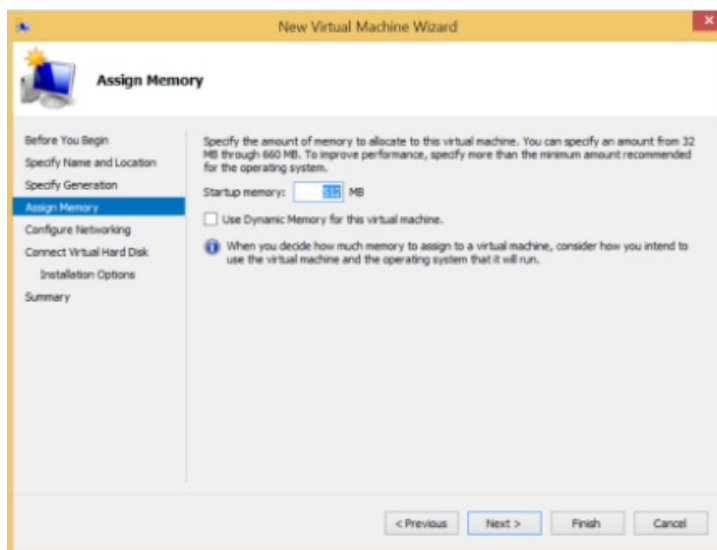 New Virtual Machine Wizard
Assign Memory
Before You Begin
Specify Name and Location
Specify Generation
Assign Memory
Configure Networking
Connect Virtual Hard Disk
Installation Options
Summary
Specify the amount of memory to allocate to this virtual machine. You can specify an amount from 32
MB through 660 MB. To improve performance, specify more than the minimum amount recommended
for the operating system.
Startup memory: 512 MB
Use Dynamic Memory for this virtual machine.
When you decide how much memory to assign to a virtual machine, consider how you intend to
use the virtual machine and the operating system that it will run.
< Previous Next > Finish Cancel